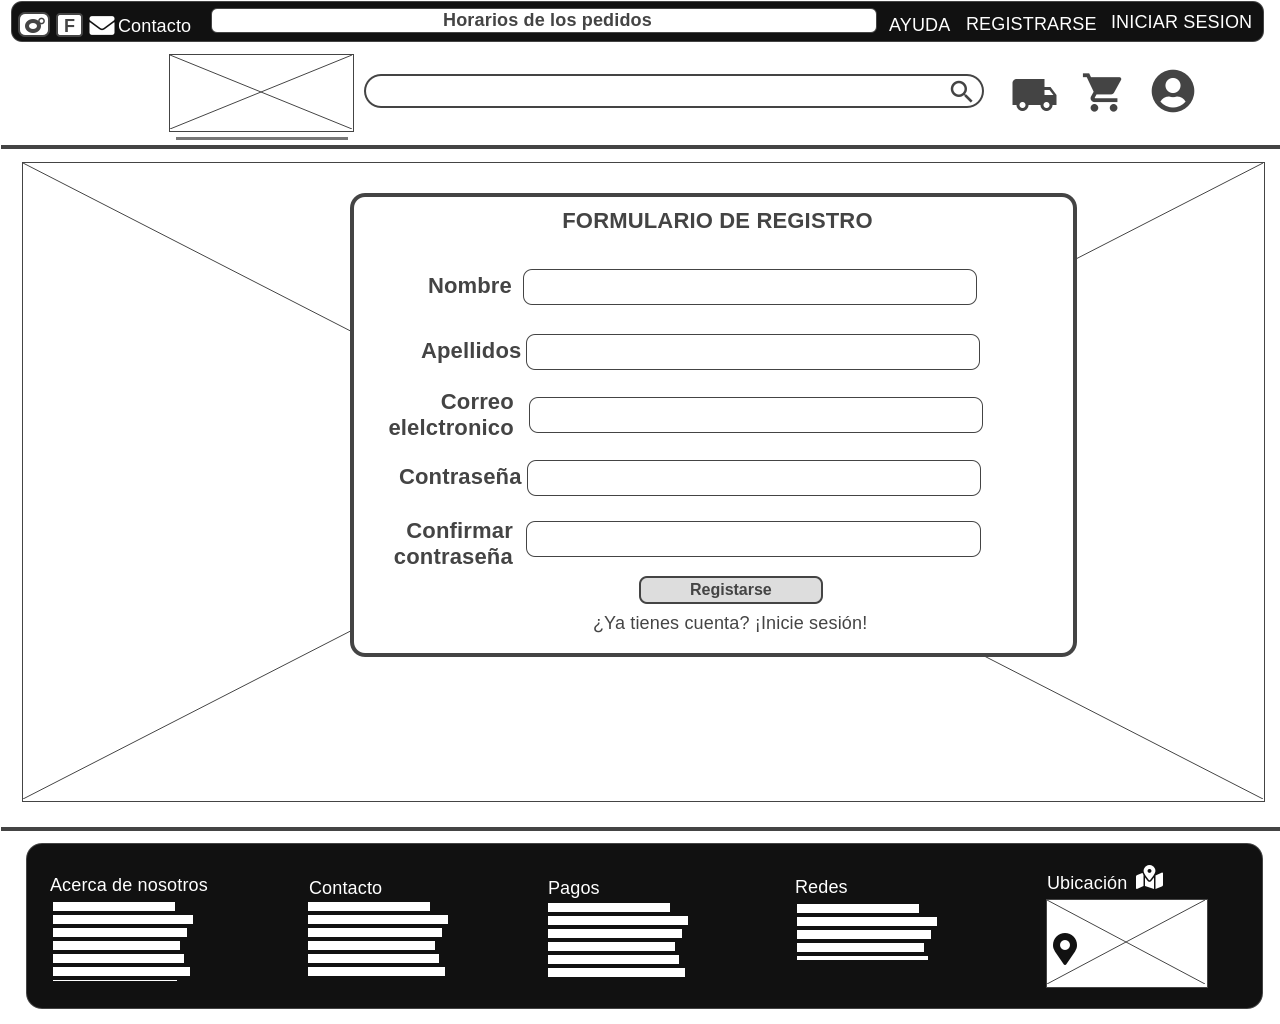 F
Contacto
Horarios de los pedidos
AYUDA
REGISTRARSE
INICIAR SESION
FORMULARIO DE REGISTRO
Nombre
Apellidos
Correo
elelctronico
Contraseña
Confirmar
contraseña
Registarse
¿Ya tienes cuenta? ¡Inicie sesión!
Acerca de nosotros
Contacto
Pagos
Redes
Ubicación